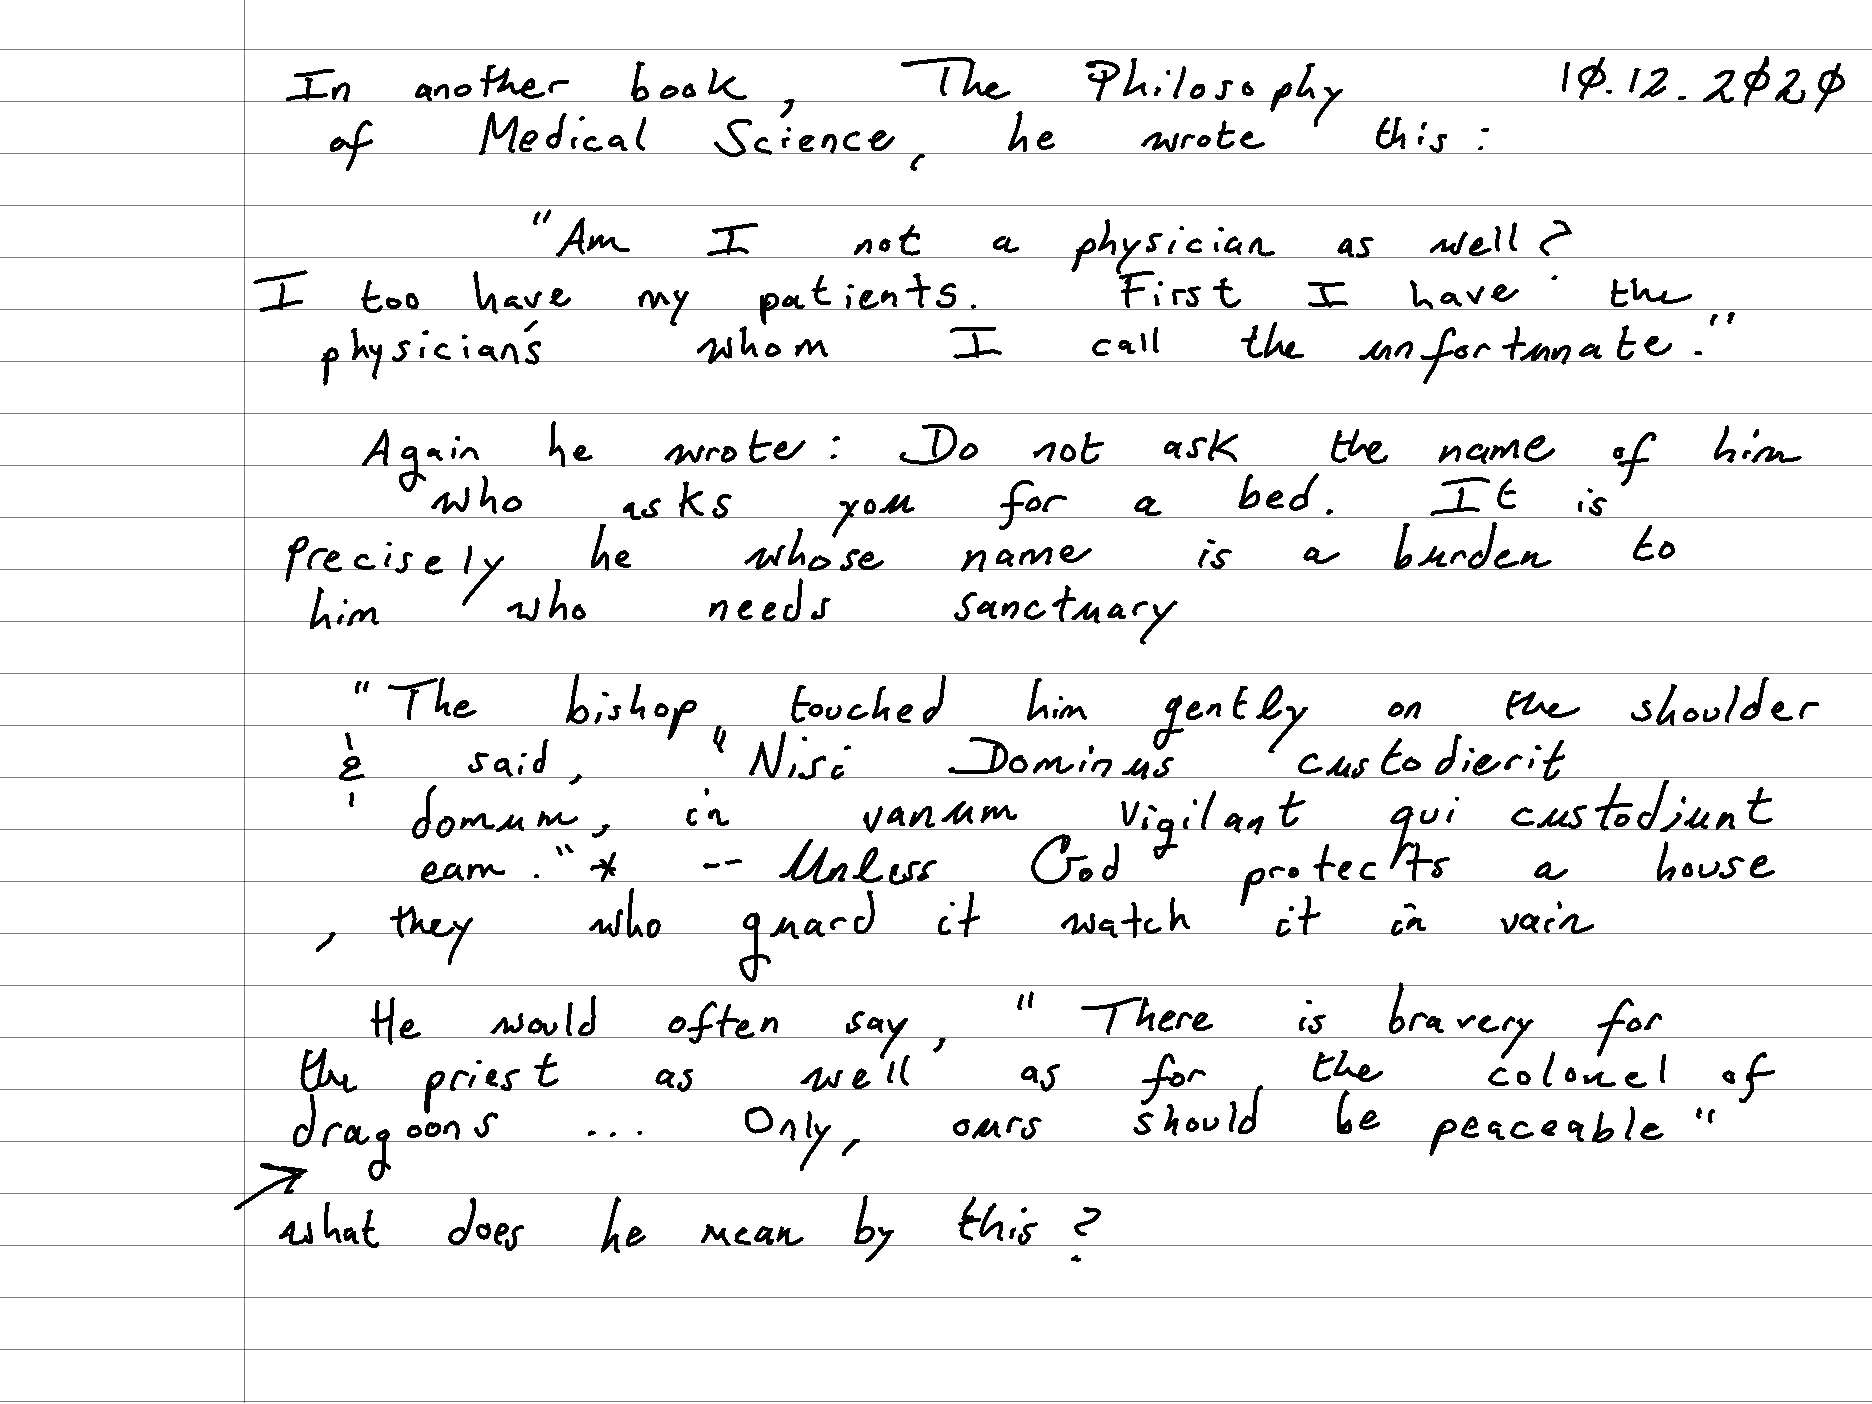 In another book, The Philosophy 10.12.2020
of Medical Science, he wrote this:
"Am I not a physician as well?
I too have my patients. First I have the
physician's whom I call the unfortunate."
Again he wrote: Do not ask the name of him
who asks you for a bed. It is
precisely he whose name is a burden to
him who needs sanctuary
"The bishop touched him gently on the shoulder
& said, "Nisi Dominus custodierit
domum, in vanum vigilant qui custodiunt
eam." * -- Unless God protects a house
, they who guard it watch it in vain
He would often say, "There is bravery for
the priest as well as for the colonel of
dragoons ... Only, ours should be peaceable"
what does he mean by this?